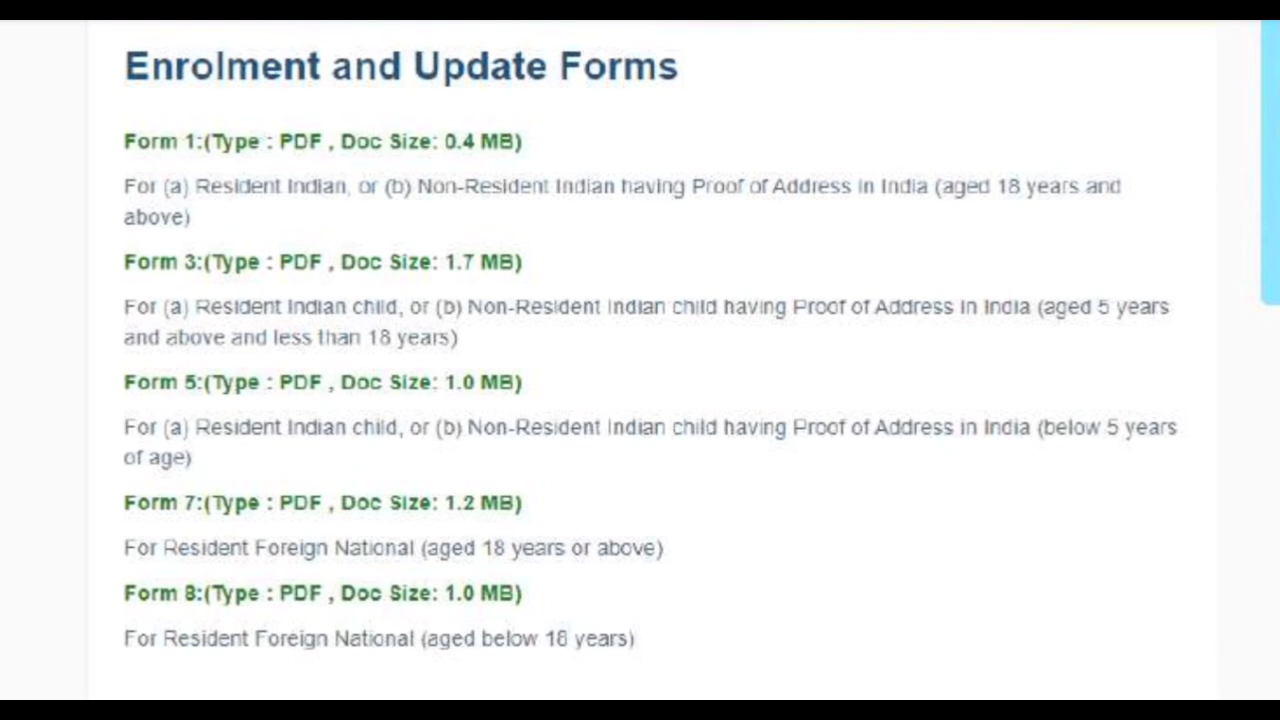 Enrolment and Update Forms
Form 1:(Type : PDF , Doc Size: 0.4 MB)
For (a) Resident Indian, or (b) Non-Resident Indian having Proof of Address in India (aged 18 years and
above)
Form 3:(Type : PDF , Doc Size: 1.7 MB)
For (a) Resident Indian child, or (b) Non-Resident Indian child having Proof of Address in India (aged 5 years
and above and less than 18 years)
Form 5:(Type : PDF , Doc Size: 1.0 MB)
For (a) Resident Indian child, or (b) Non-Resident Indian child having Proof of Address in India (below 5 years
of age)
Form 7:(Type : PDF , Doc Size: 1.2 MB)
For Resident Foreign National (aged 18 years or above)
Form 8:(Type : PDF , Doc Size: 1.0 MB)
For Resident Foreign National (aged below 18 years)